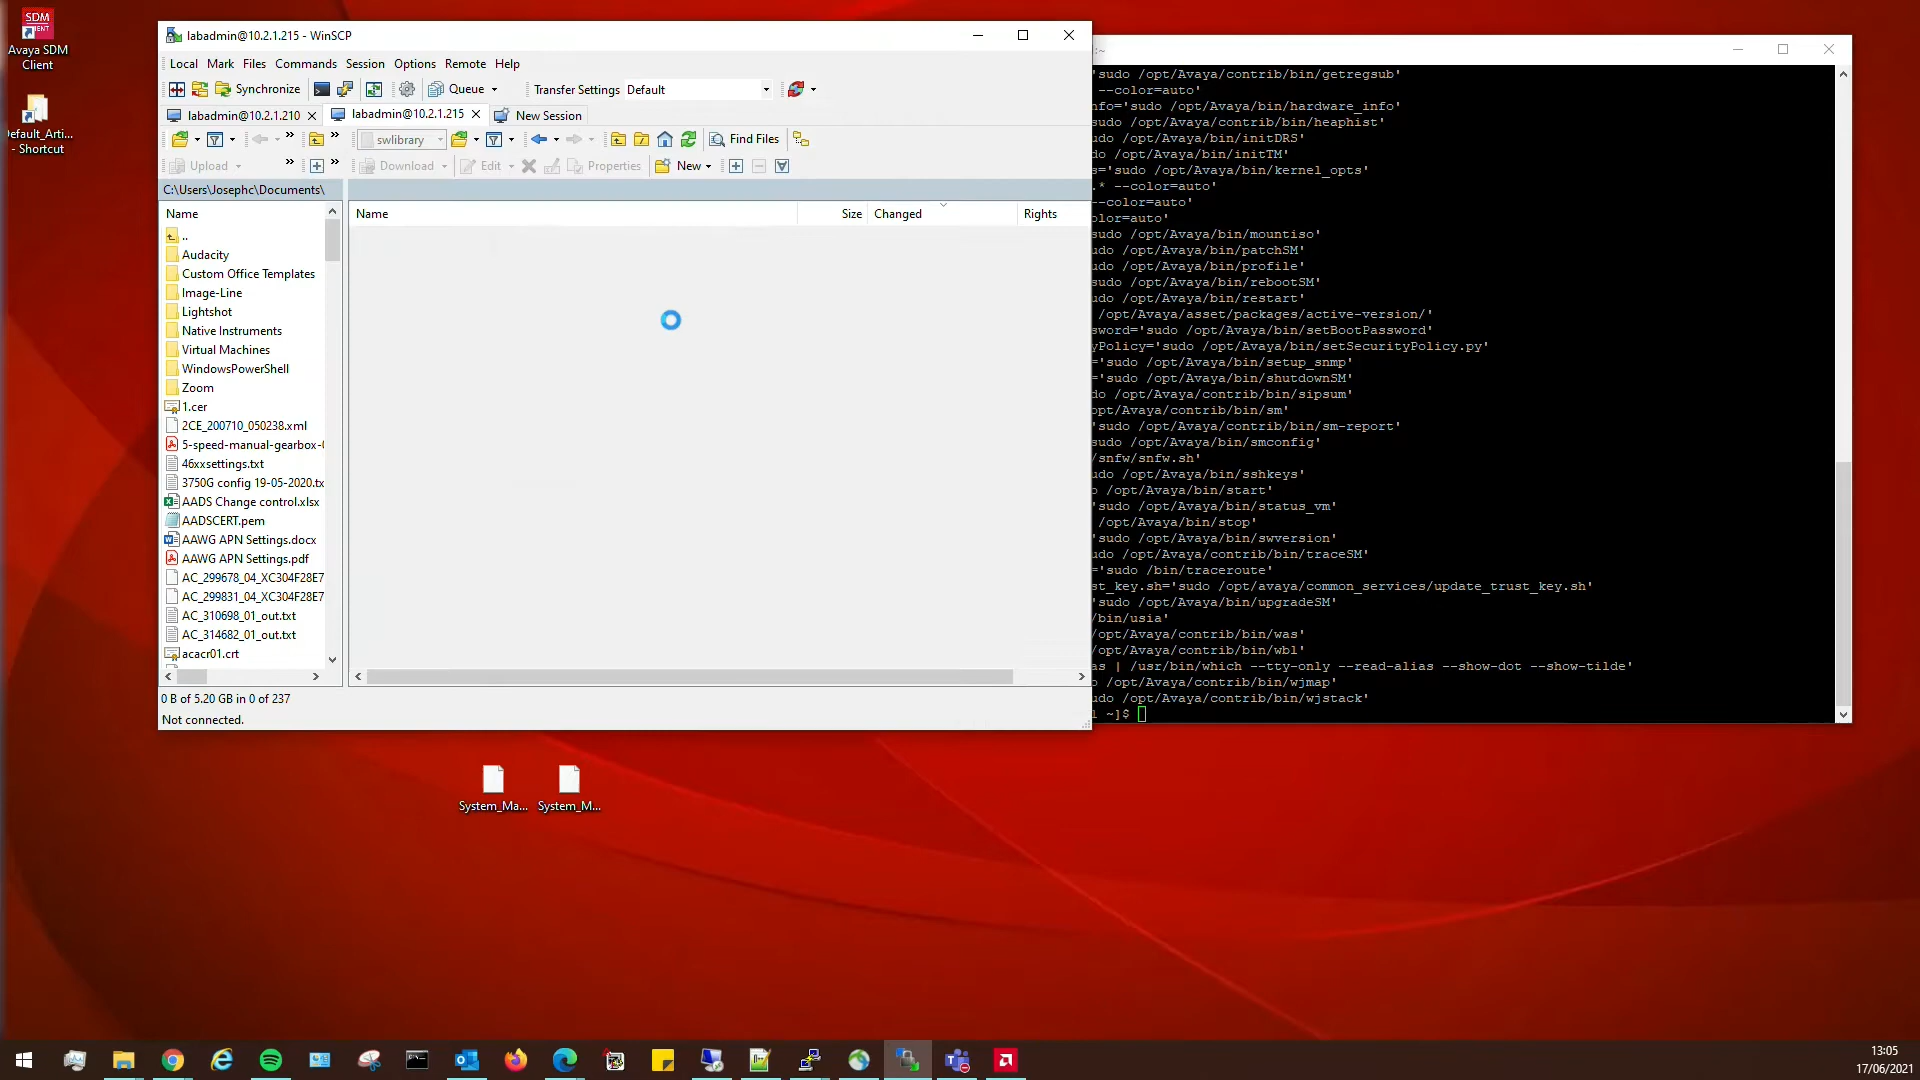 SDM
Avaya SDM
Client
- Shortcut
labadmin@10.2.1.215 - WinSCP
Local Mark Files Commands Session Options Remote Help
Synchronize Queue Transfer Settings Default
labadmin@10.2.1.210 labadmin@10.2.1.215 New Session
swlibrary Find Files
Upload Download Edit Properties New
C:\Users\Josephc\Documents\
Name
..
Audacity
Custom Office Templates
Image-Line
Lightshot
Native Instruments
Virtual Machines
WindowsPowerShell
Zoom
1.cer
2CE_200710_050238.xml
5-speed-manual-gearbox-
46xxsettings.txt
3750G config 19-05-2020.tx
AADS Change control.xlsx
AADSCERT.pem
AAWG APN Settings.docx
AAWG APN Settings.pdf
AC_299678_04_XC304F28E7
AC_299831_04_XC304F28E7
AC_310698_01_out.txt
AC_314682_01_out.txt
acacr01.crt
Name Size Changed Rights
0 B of 5.20 GB in 0 of 237
Not connected.
:~
'sudo /opt/Avaya/contrib/bin/getregsub'
--color=auto'
nfo='sudo /opt/Avaya/bin/hardware_info'
sudo /opt/Avaya/contrib/bin/heaphist'
udo /opt/Avaya/bin/initDRS'
do /opt/Avaya/bin/initTM'
s='sudo /opt/Avaya/bin/kernel_opts'
.* --color=auto'
--color=auto'
olor=auto'
sudo /opt/Avaya/bin/mountiso'
udo /opt/Avaya/bin/patchSM'
udo /opt/Avaya/bin/profile'
sudo /opt/Avaya/bin/rebootSM'
udo /opt/Avaya/bin/restart'
/opt/Avaya/asset/packages/active-version/'
sword='sudo /opt/Avaya/bin/setBootPassword'
yPolicy='sudo /opt/Avaya/bin/setSecurityPolicy.py'
='sudo /opt/Avaya/bin/setup_snmp'
='sudo /opt/Avaya/bin/shutdownSM'
do /opt/Avaya/contrib/bin/sipsum'
opt/Avaya/contrib/bin/sm'
'sudo /opt/Avaya/contrib/bin/sm-report'
sudo /opt/Avaya/bin/smconfig'
/snfw/snfw.sh'
udo /opt/Avaya/bin/sshkeys'
o /opt/Avaya/bin/start'
'sudo /opt/Avaya/bin/status_vm'
/opt/Avaya/bin/stop'
'sudo /opt/Avaya/bin/swversion'
udo /opt/Avaya/contrib/bin/traceSM'
='sudo /bin/traceroute'
st_key.sh='sudo /opt/avaya/common_services/update_trust_key.sh'
'sudo /opt/Avaya/bin/upgradeSM'
/bin/usia'
/opt/Avaya/contrib/bin/was'
/opt/Avaya/contrib/bin/wbl'
as | /usr/bin/which --tty-only --read-alias --show-dot --show-tilde'
o /opt/Avaya/contrib/bin/wjmap'
udo /opt/Avaya/contrib/bin/wjstack'
~]$
System_Ma... System_M...
13:05
17/06/2021